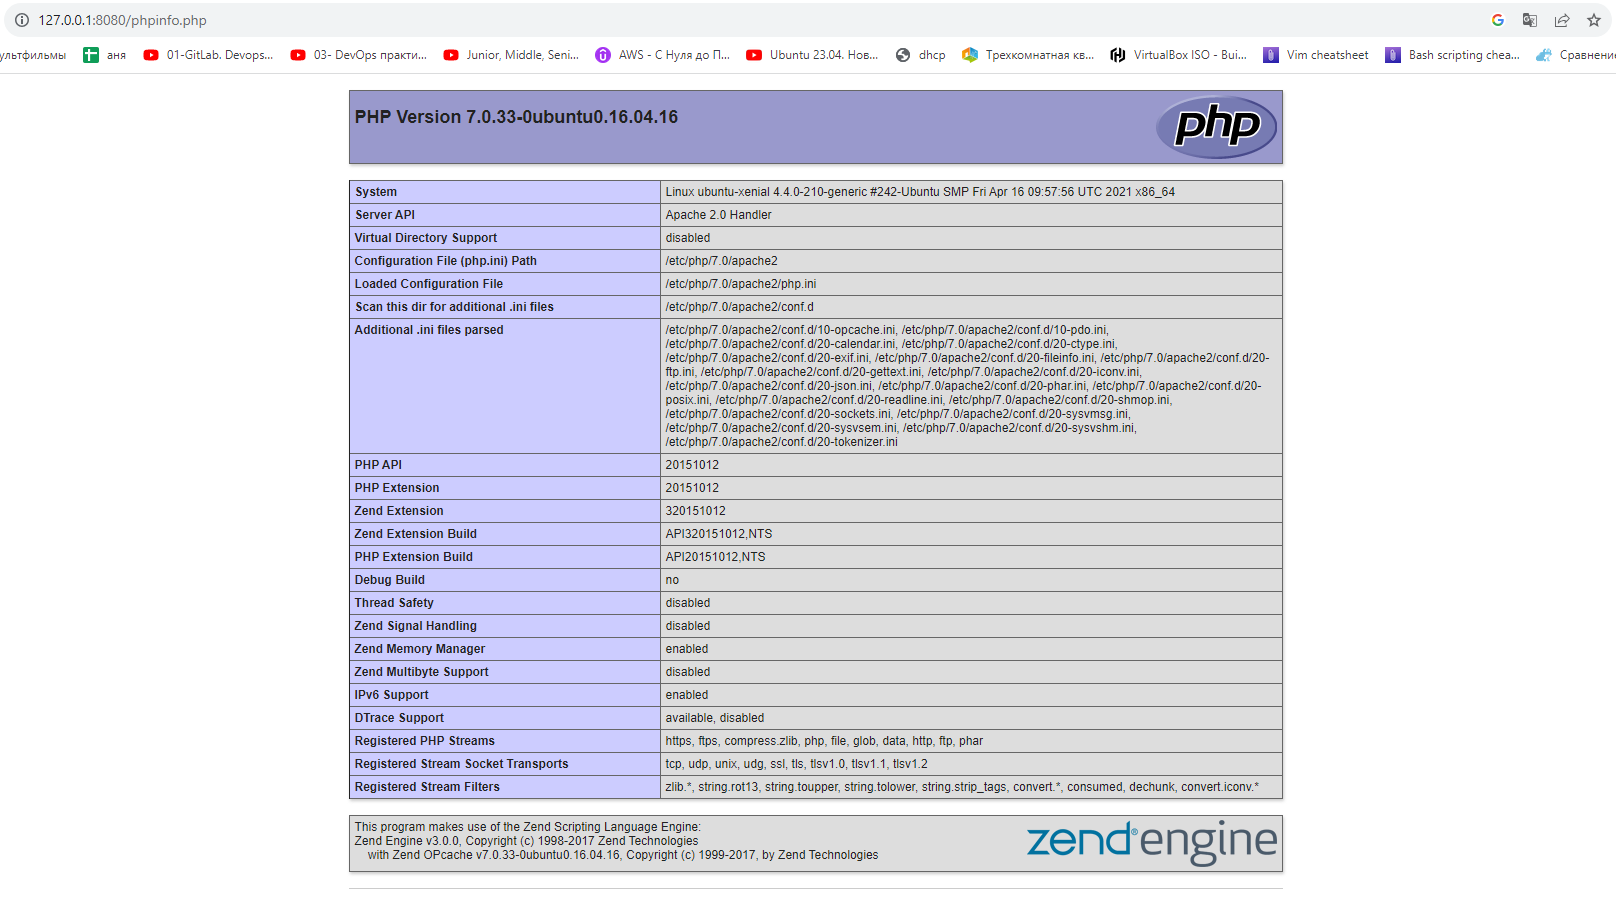 127.0.0.1:8080/phpinfo.php
ультфильмы аня 01-GitLab. Devops... 03- DevOps практи... Junior, Middle, Seni... AWS - С Нуля до П... Ubuntu 23.04. Нов... dhcp Трехкомнатная кв... VirtualBox ISO - Bui... Vim cheatsheet Bash scripting chea... Сравнени
PHP Version 7.0.33-0ubuntu0.16.04.16
php
System Linux ubuntu-xenial 4.4.0-210-generic #242-Ubuntu SMP Fri Apr 16 09:57:56 UTC 2021 x86_64
Server API Apache 2.0 Handler
Virtual Directory Support disabled
Configuration File (php.ini) Path /etc/php/7.0/apache2
Loaded Configuration File /etc/php/7.0/apache2/php.ini
Scan this dir for additional .ini files /etc/php/7.0/apache2/conf.d
Additional .ini files parsed /etc/php/7.0/apache2/conf.d/10-opcache.ini, /etc/php/7.0/apache2/conf.d/10-pdo.ini,
/etc/php/7.0/apache2/conf.d/20-calendar.ini, /etc/php/7.0/apache2/conf.d/20-ctype.ini,
/etc/php/7.0/apache2/conf.d/20-exif.ini, /etc/php/7.0/apache2/conf.d/20-fileinfo.ini, /etc/php/7.0/apache2/conf.d/20-
ftp.ini, /etc/php/7.0/apache2/conf.d/20-gettext.ini, /etc/php/7.0/apache2/conf.d/20-iconv.ini,
/etc/php/7.0/apache2/conf.d/20-json.ini, /etc/php/7.0/apache2/conf.d/20-phar.ini, /etc/php/7.0/apache2/conf.d/20-
posix.ini, /etc/php/7.0/apache2/conf.d/20-readline.ini, /etc/php/7.0/apache2/conf.d/20-shmop.ini,
/etc/php/7.0/apache2/conf.d/20-sockets.ini, /etc/php/7.0/apache2/conf.d/20-sysvmsg.ini,
/etc/php/7.0/apache2/conf.d/20-sysvsem.ini, /etc/php/7.0/apache2/conf.d/20-sysvshm.ini,
/etc/php/7.0/apache2/conf.d/20-tokenizer.ini
PHP API 20151012
PHP Extension 20151012
Zend Extension 320151012
Zend Extension Build API320151012,NTS
PHP Extension Build API20151012,NTS
Debug Build no
Thread Safety disabled
Zend Signal Handling disabled
Zend Memory Manager enabled
Zend Multibyte Support disabled
IPv6 Support enabled
DTrace Support available, disabled
Registered PHP Streams https, ftps, compress.zlib, php, file, glob, data, http, ftp, phar
Registered Stream Socket Transports tcp, udp, unix, udg, ssl, tls, tlsv1.0, tlsv1.1, tlsv1.2
Registered Stream Filters zlib.*, string.rot13, string.toupper, string.tolower, string.strip_tags, convert.*, consumed, dechunk, convert.iconv.*
This program makes use of the Zend Scripting Language Engine:
Zend Engine v3.0.0, Copyright (c) 1998-2017 Zend Technologies
with Zend OPcache v7.0.33-0ubuntu0.16.04.16, Copyright (c) 1999-2017, by Zend Technologies
zend® engine